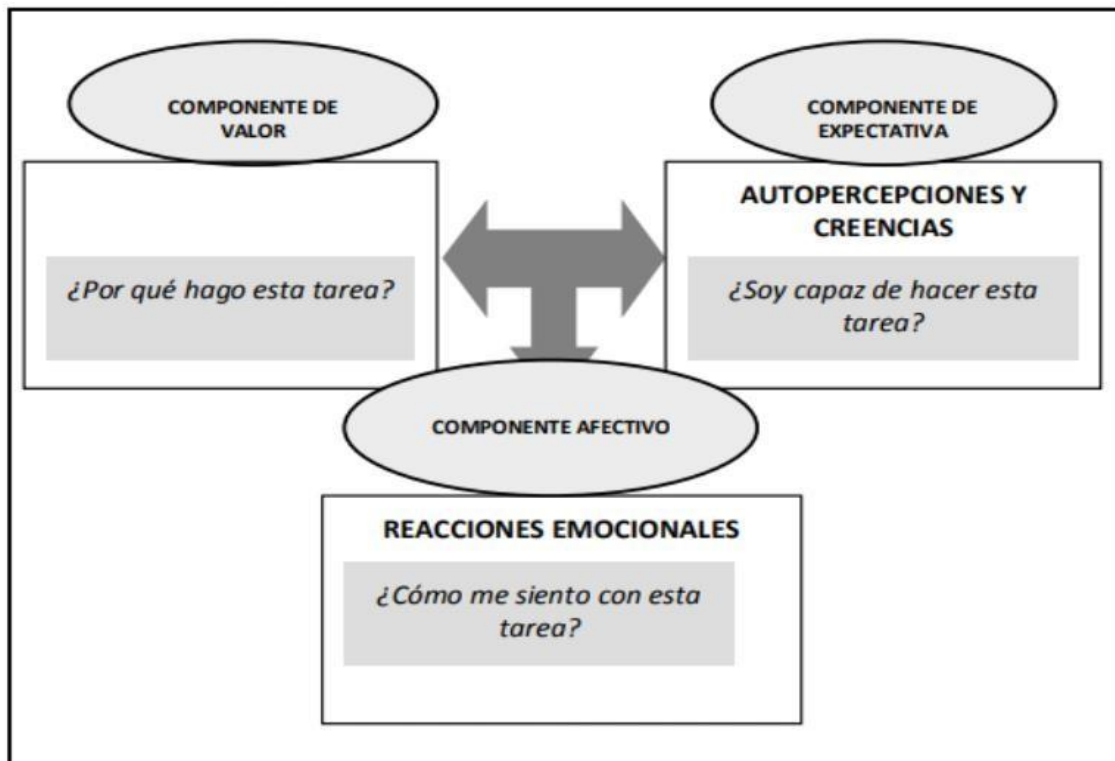 COMPONENTE DE
VALOR
¿Por qué hago esta tarea?
COMPONENTE DE
EXPECTATIVA
AUTOPERCEPCIONES Y
CREENCIAS
¿Soy capaz de hacer esta
tarea?
COMPONENTE AFECTIVO
REACCIONES EMOCIONALES
¿Cómo me siento con esta
tarea?